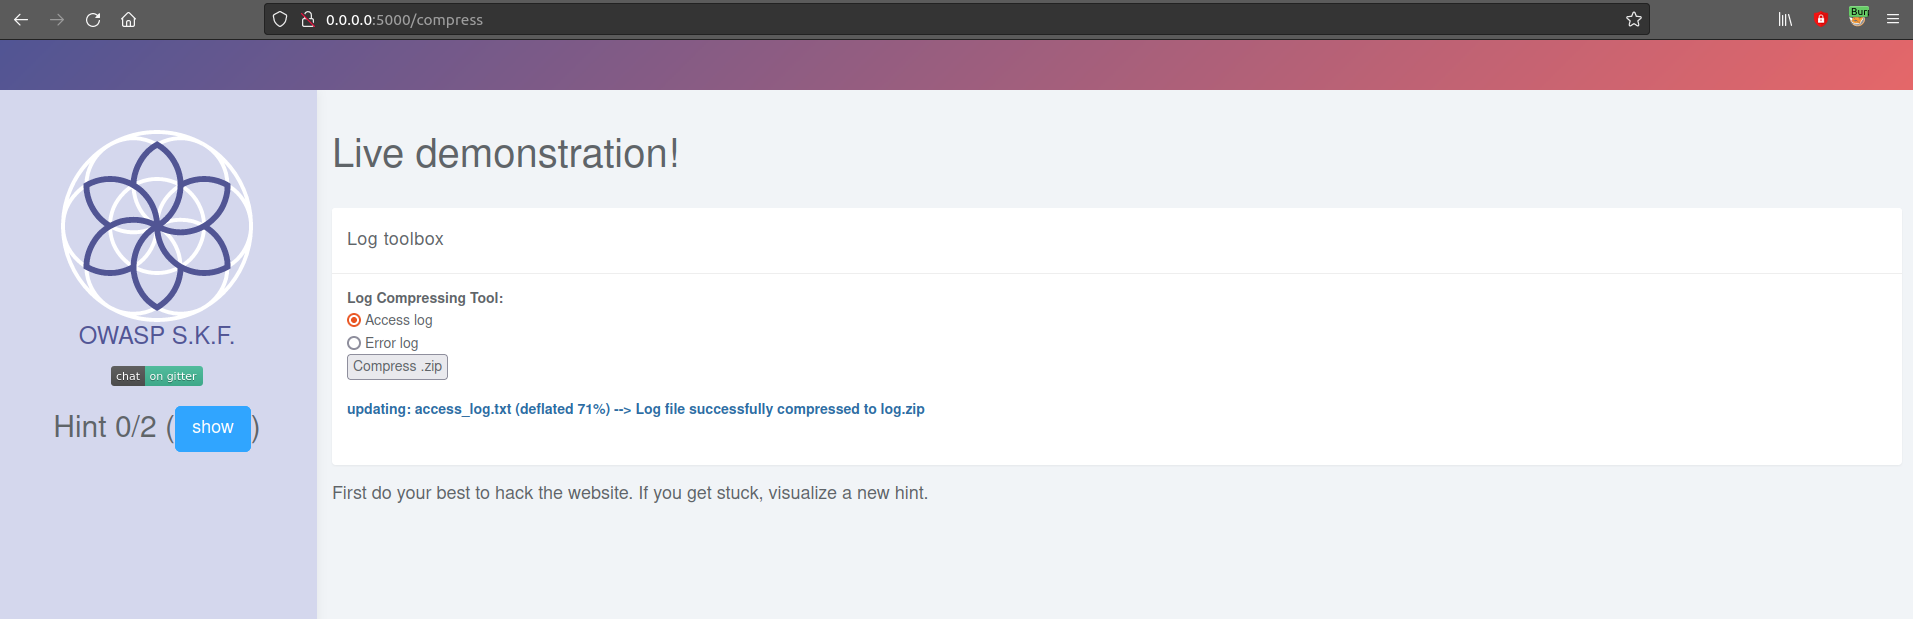 0.0.0.0:5000/compress
Bur
Live demonstration!
Log toolbox
Log Compressing Tool:
Access log
Error log
Compress .zip
updating: access_log.txt (deflated 71%) --> Log file successfully compressed to log.zip
First do your best to hack the website. If you get stuck, visualize a new hint.
OWASP S.K.F.
chat on gitter
Hint 0/2 (show)